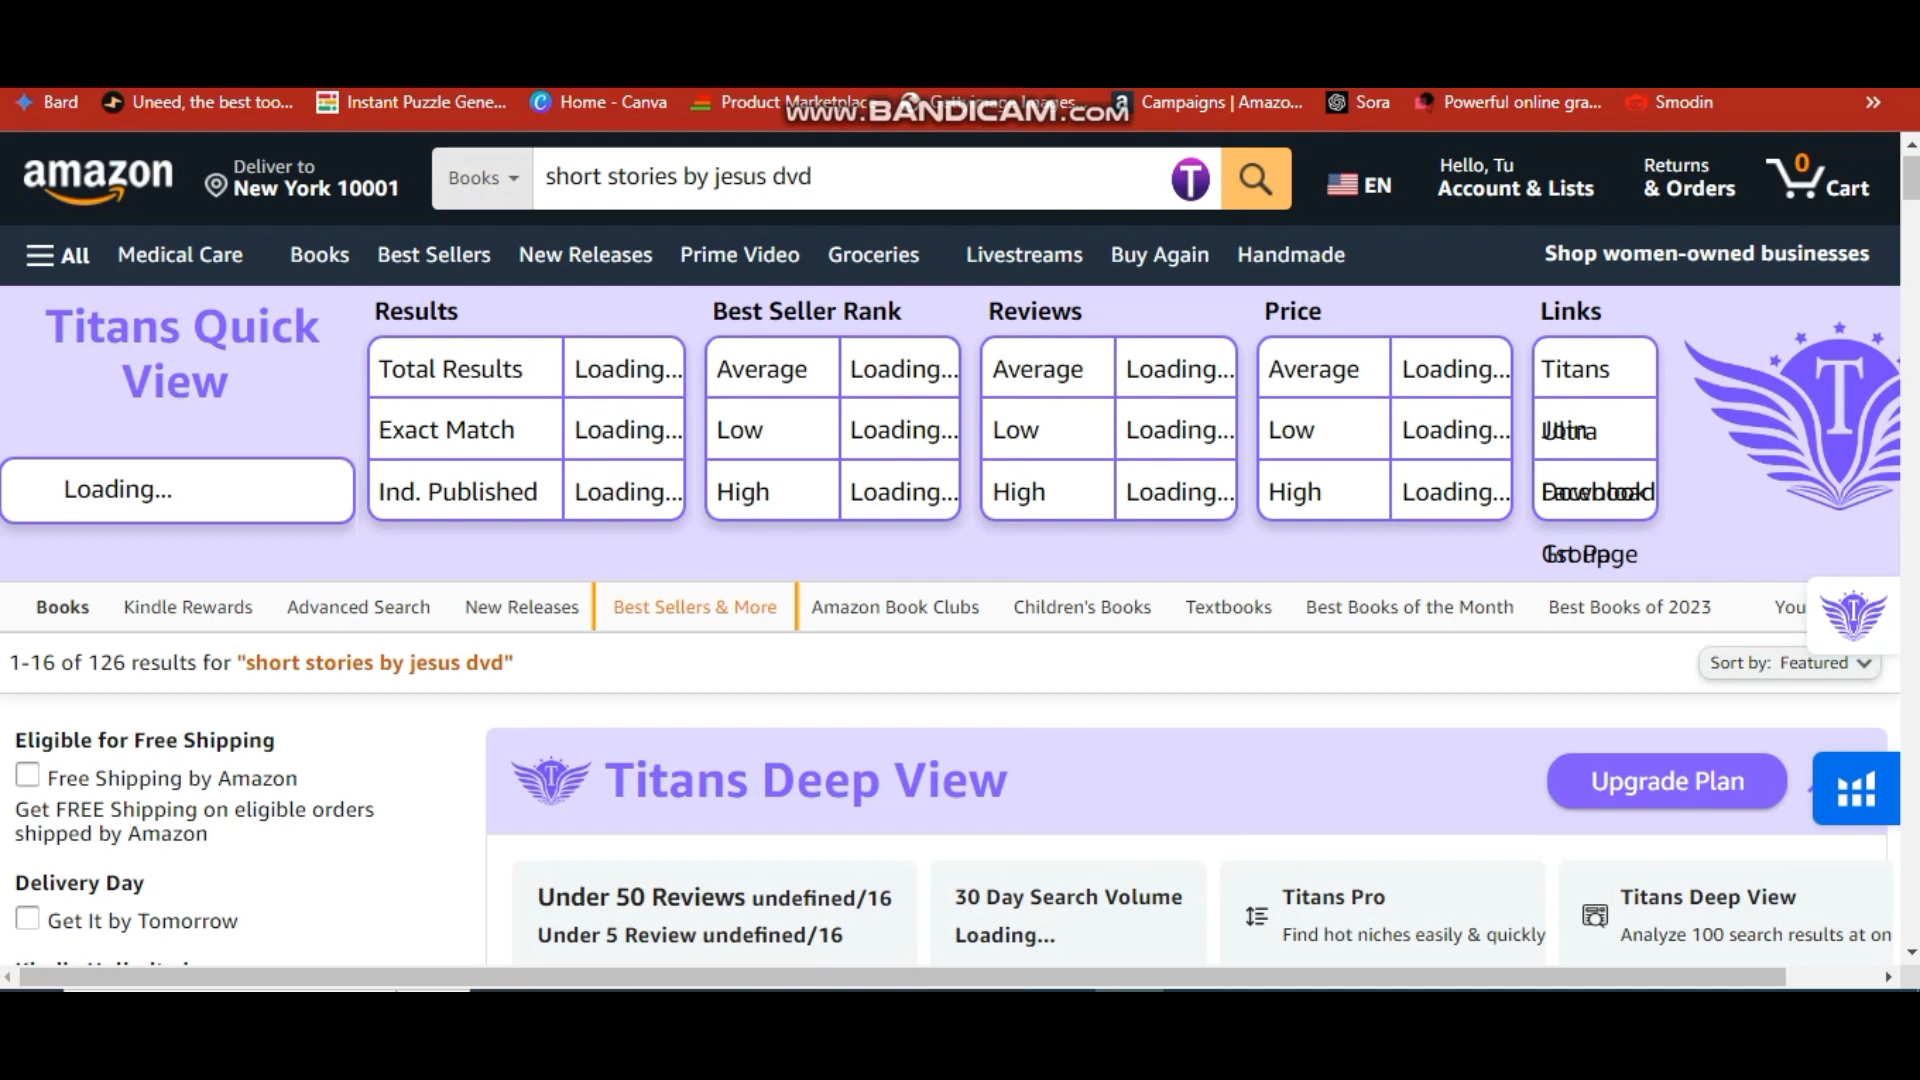 Bard
Uneed, the best too...
Instant Puzzle Gene...
Home - Canva
Product Marketplac
www.BANDICAM.com
Campaigns | Amazo...
Sora
Powerful online gra...
Smodin
amazon
Deliver to
New York 10001
Books
short stories by jesus dvd
T
EN
Hello, Tu
Account & Lists
Returns
& Orders
0
Cart
All
Medical Care
Books
Best Sellers
New Releases
Prime Video
Groceries
Livestreams
Buy Again
Handmade
Shop women-owned businesses
Titans Quick
View
Loading...
Results
Total Results Loading...
Exact Match Loading...
Ind. Published Loading...
Best Seller Rank
Average Loading...
Low Loading...
High Loading...
Reviews
Average Loading...
Low Loading...
High Loading...
Price
Average Loading...
Low Loading...
High Loading...
Links
Titans
T
Books
Kindle Rewards
Advanced Search
New Releases
Best Sellers & More
Amazon Book Clubs
Children's Books
Textbooks
Best Books of the Month
Best Books of 2023
You
T
1-16 of 126 results for "short stories by jesus dvd"
Sort by: Featured
Eligible for Free Shipping
Free Shipping by Amazon
Get FREE Shipping on eligible orders
shipped by Amazon
Delivery Day
Get It by Tomorrow
Titans Deep View
Upgrade Plan
Under 50 Reviews undefined/16
Under 5 Review undefined/16
30 Day Search Volume
Loading...
Titans Pro
Find hot niches easily & quickly
Titans Deep View
Analyze 100 search results at on